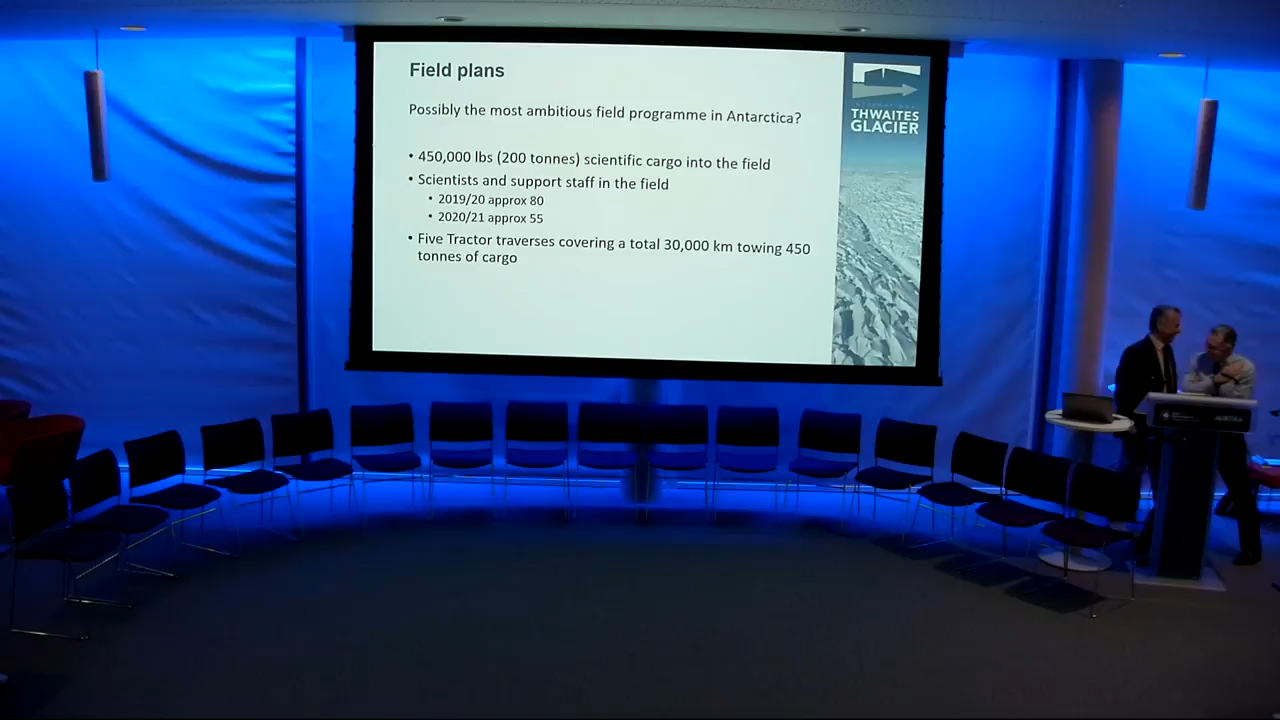 Field plans
Possibly the most ambitious field programme in Antarctica?
• 450,000 lbs (200 tonnes) scientific cargo into the field
• Scientists and support staff in the field
• 2019/20 approx 80
• 2020/21 approx 55
• Five Tractor traverses covering a total 30,000 km towing 450
tonnes of cargo
INTERNATIONAL
THWAITES
GLACIER